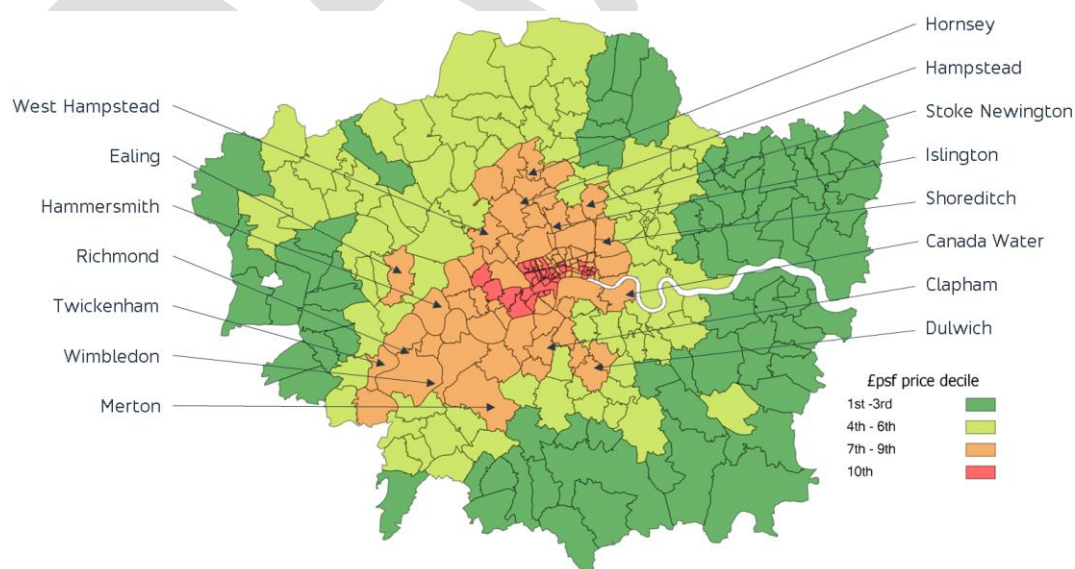 Hornsey
Hampstead
Stoke Newington
Islington
Shoreditch
Canada Water
Clapham
Dulwich
West Hampstead
Ealing
Hammersmith
Richmond
Twickenham
Wimbledon
Merton
£psf price decile
1st -3rd
4th - 6th
7th - 9th
10th